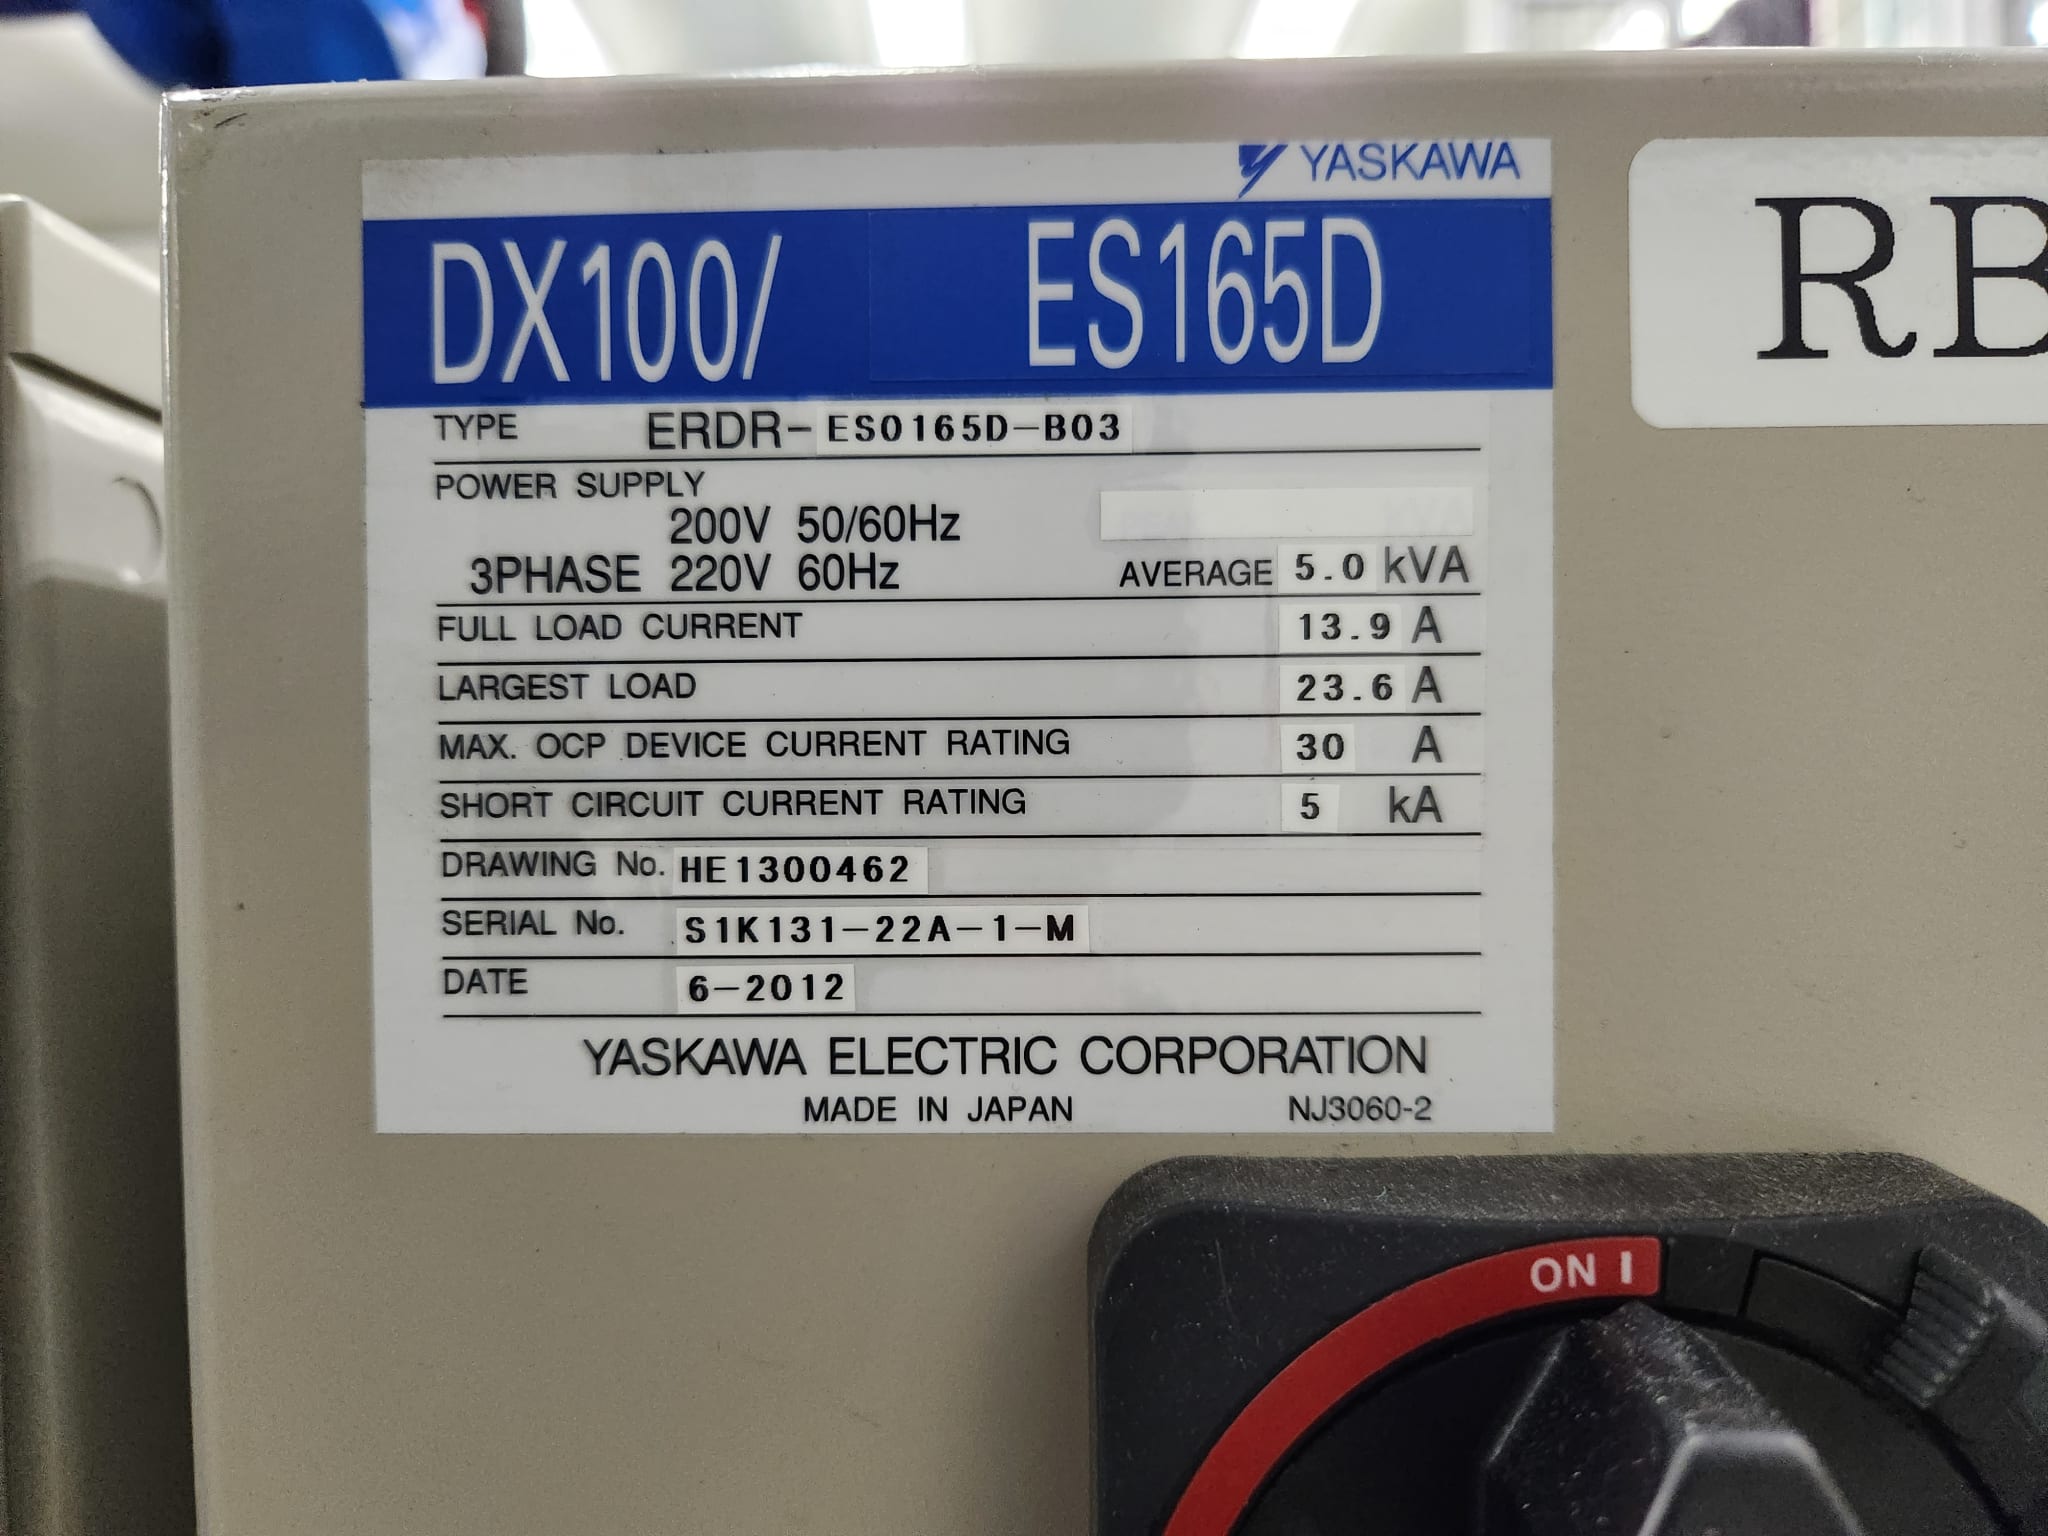 YASKAWA
DX100/ ES165D
RB
TYPE ERDR-ES0165D-B03
POWER SUPPLY
200V 50/60Hz
3PHASE 220V 60Hz AVERAGE 5.0 kVA
FULL LOAD CURRENT 13.9 A
LARGEST LOAD 23.6 A
MAX. OCP DEVICE CURRENT RATING 30 A
SHORT CIRCUIT CURRENT RATING 5 kA
DRAWING No. HE1300462
SERIAL No. S1K131-22A-1-M
DATE 6-2012
YASKAWA ELECTRIC CORPORATION
MADE IN JAPAN NJ3060-2
ON I